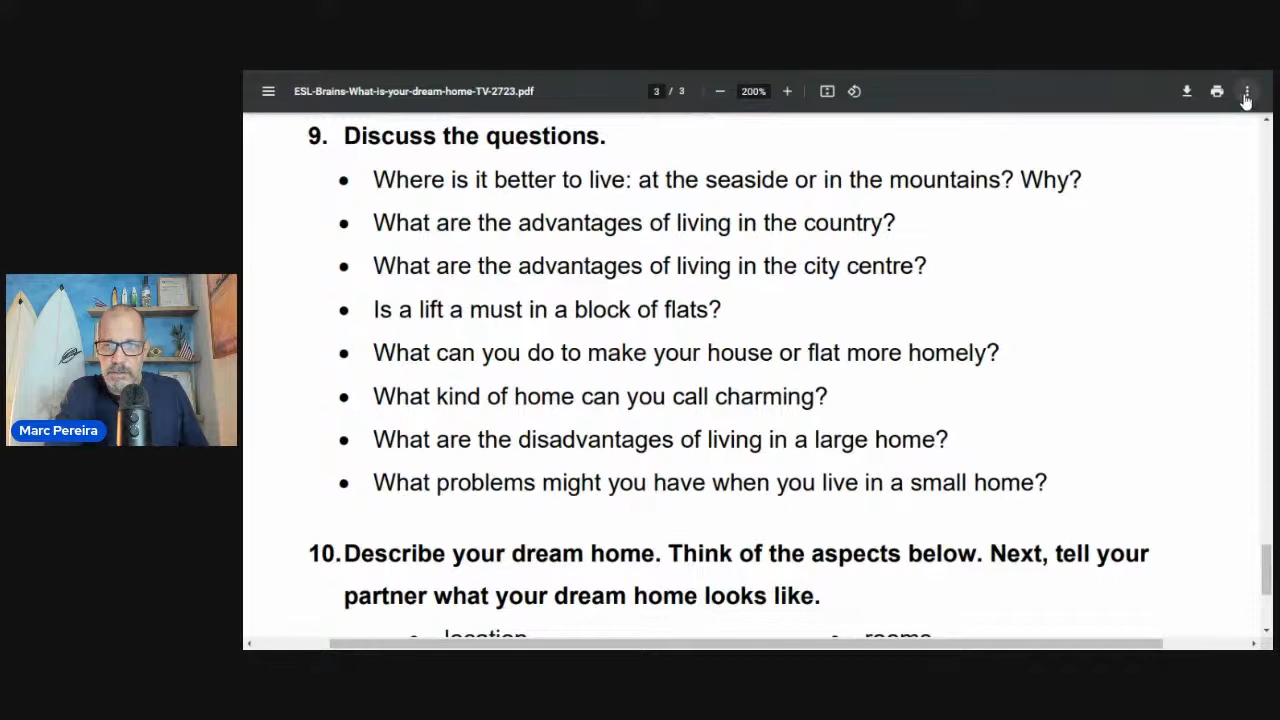 ESL-Brains-What-is-your-dream-home-TV-2723.pdf
3 / 3
200%
9. Discuss the questions.
• Where is it better to live: at the seaside or in the mountains? Why?
• What are the advantages of living in the country?
• What are the advantages of living in the city centre?
• Is a lift a must in a block of flats?
• What can you do to make your house or flat more homely?
• What kind of home can you call charming?
• What are the disadvantages of living in a large home?
• What problems might you have when you live in a small home?
10. Describe your dream home. Think of the aspects below. Next, tell your
partner what your dream home looks like.
• location • rooms
Marc Pereira